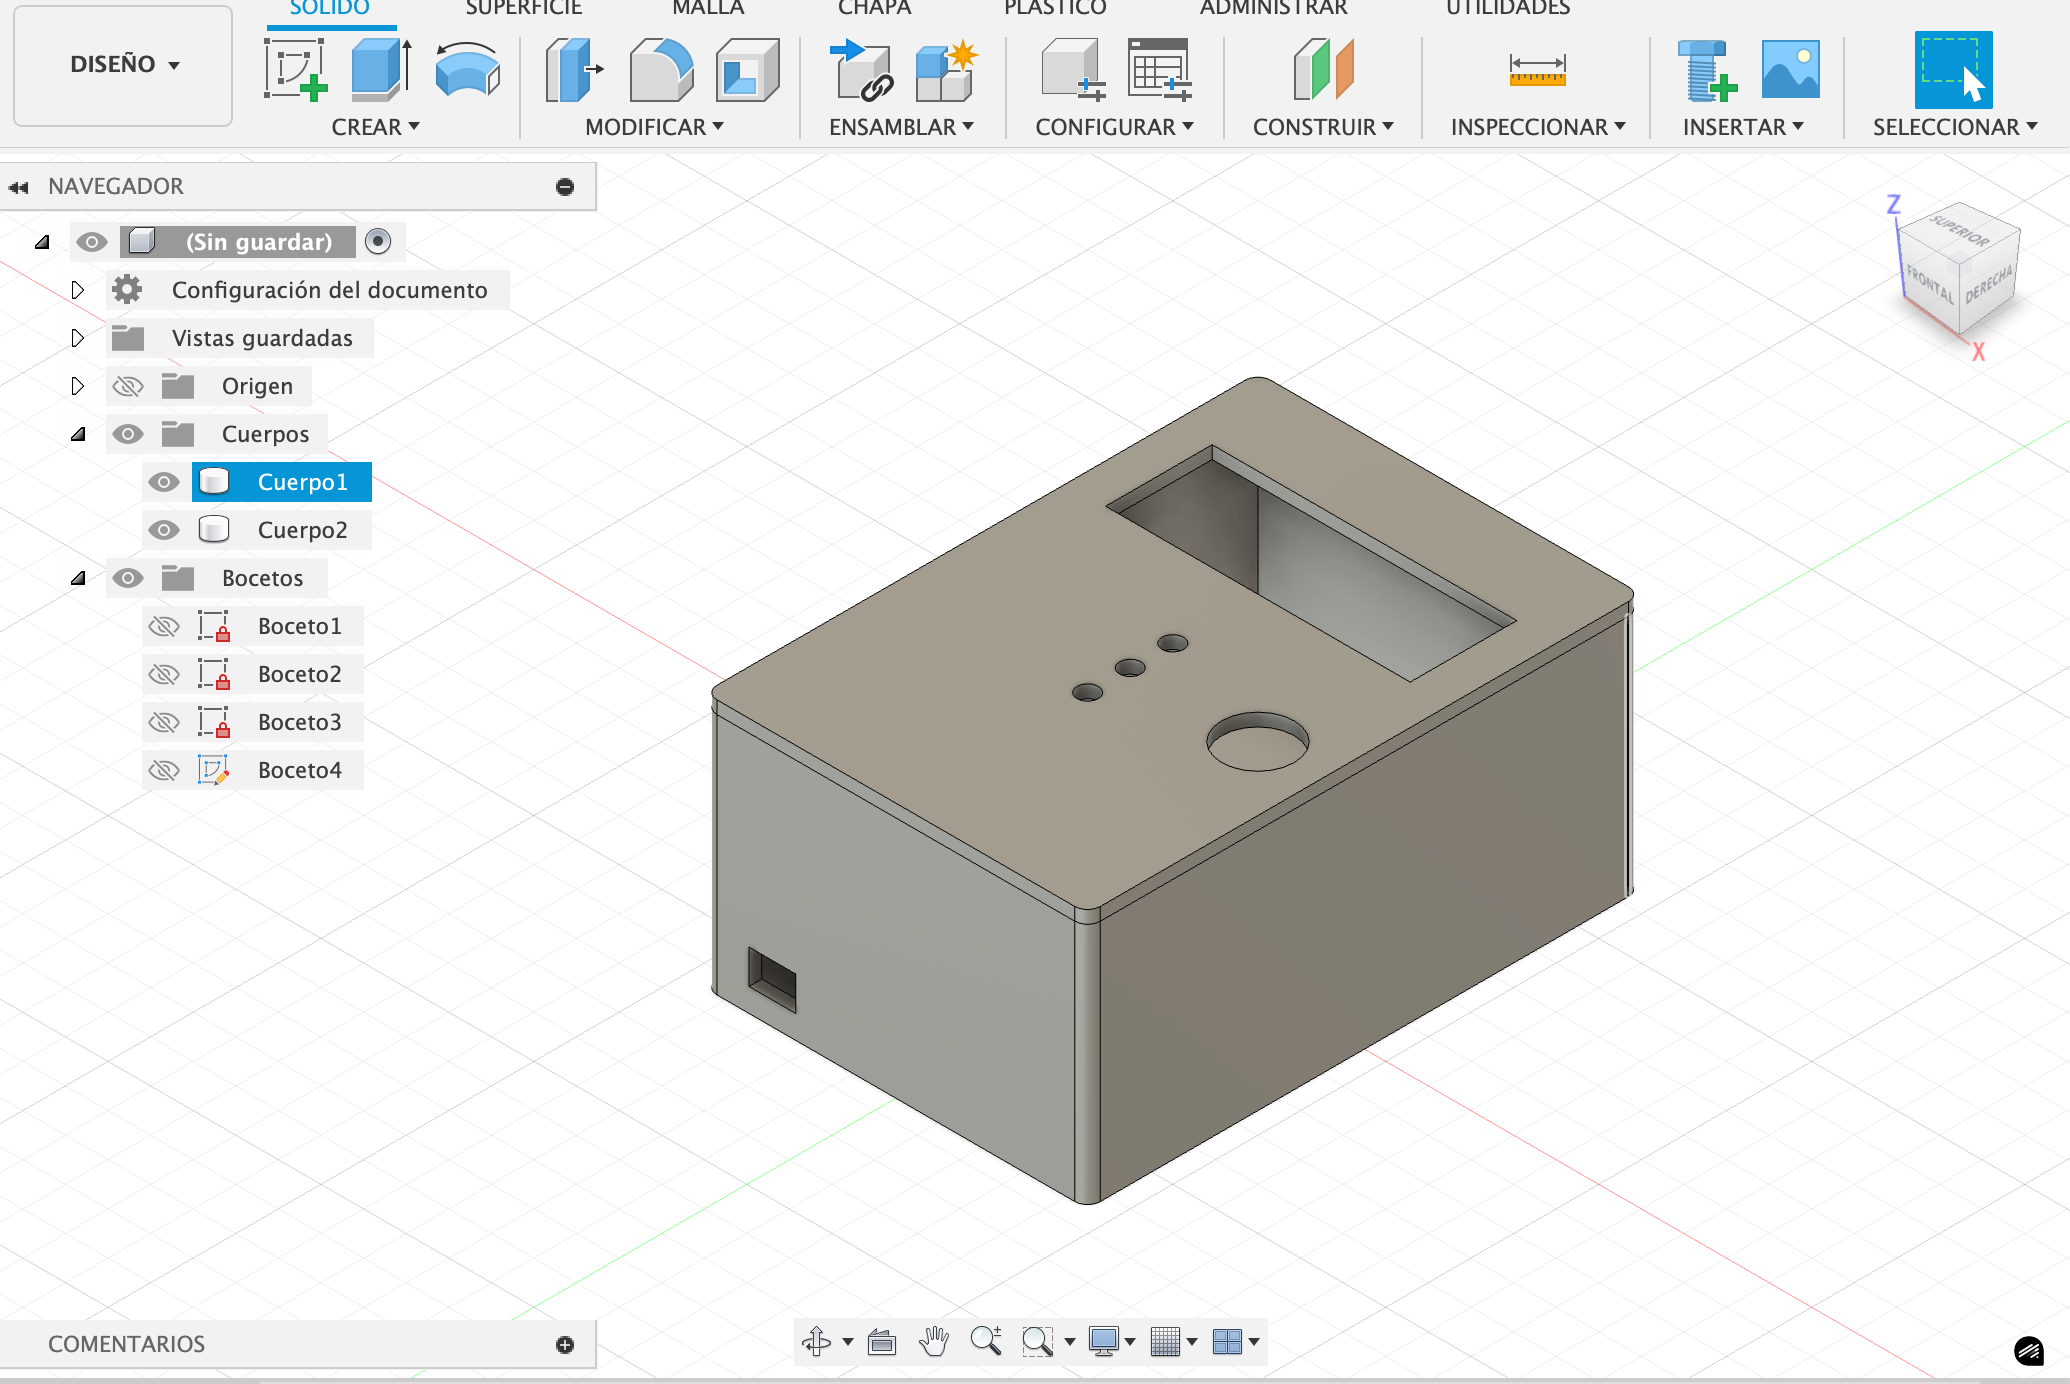 SÓLIDO SUPERFICIE MALLA CHAPA PLÁSTICO ADMINISTRAR UTILIDADES
DISEÑO
CREAR MODIFICAR ENSAMBLAR CONFIGURAR CONSTRUIR INSPECCIONAR INSERTAR SELECCIONAR
NAVEGADOR
(Sin guardar)
Configuración del documento
Vistas guardadas
Origen
Cuerpos
Cuerpo1
Cuerpo2
Bocetos
Boceto1
Boceto2
Boceto3
Boceto4
Z
SUPERIOR
FRONTAL
DERECHA
X
COMENTARIOS